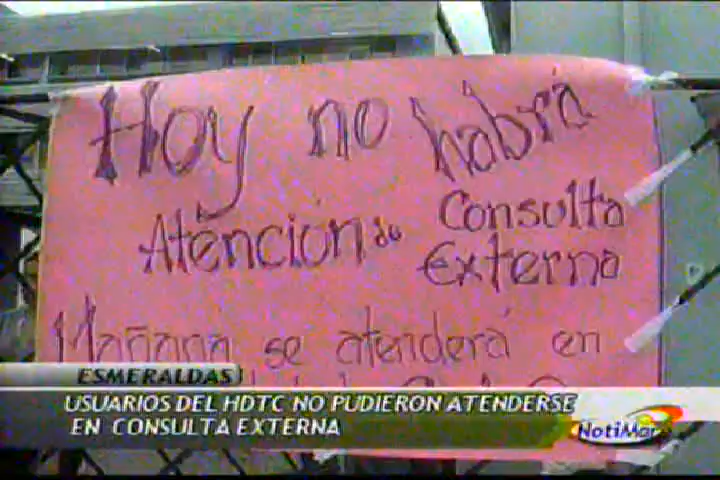 Hoy no habrá
Atención de Consulta
Externa
Mañana se atenderá en
ESMERALDAS
USUARIOS DEL HDTC NO PUDIERON ATENDERSE
EN CONSULTA EXTERNA
NotiMar